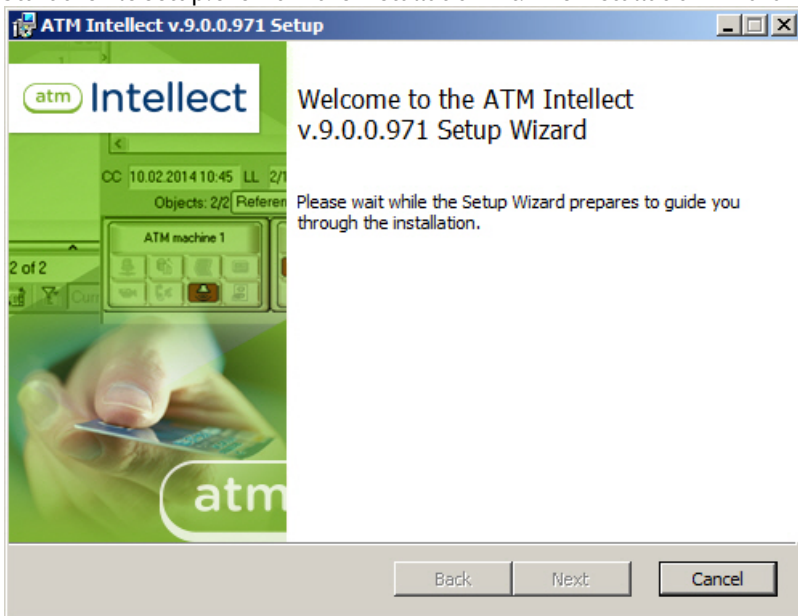 ATM Intellect v.9.0.0.971 Setup
atm Intellect
Welcome to the ATM Intellect
v.9.0.0.971 Setup Wizard
CC 10.02.2014 10:45 LL
Objects: 2/2
Please wait while the Setup Wizard prepares to guide you
through the installation.
ATM machine 1
2 of 2
atm
Back Next Cancel